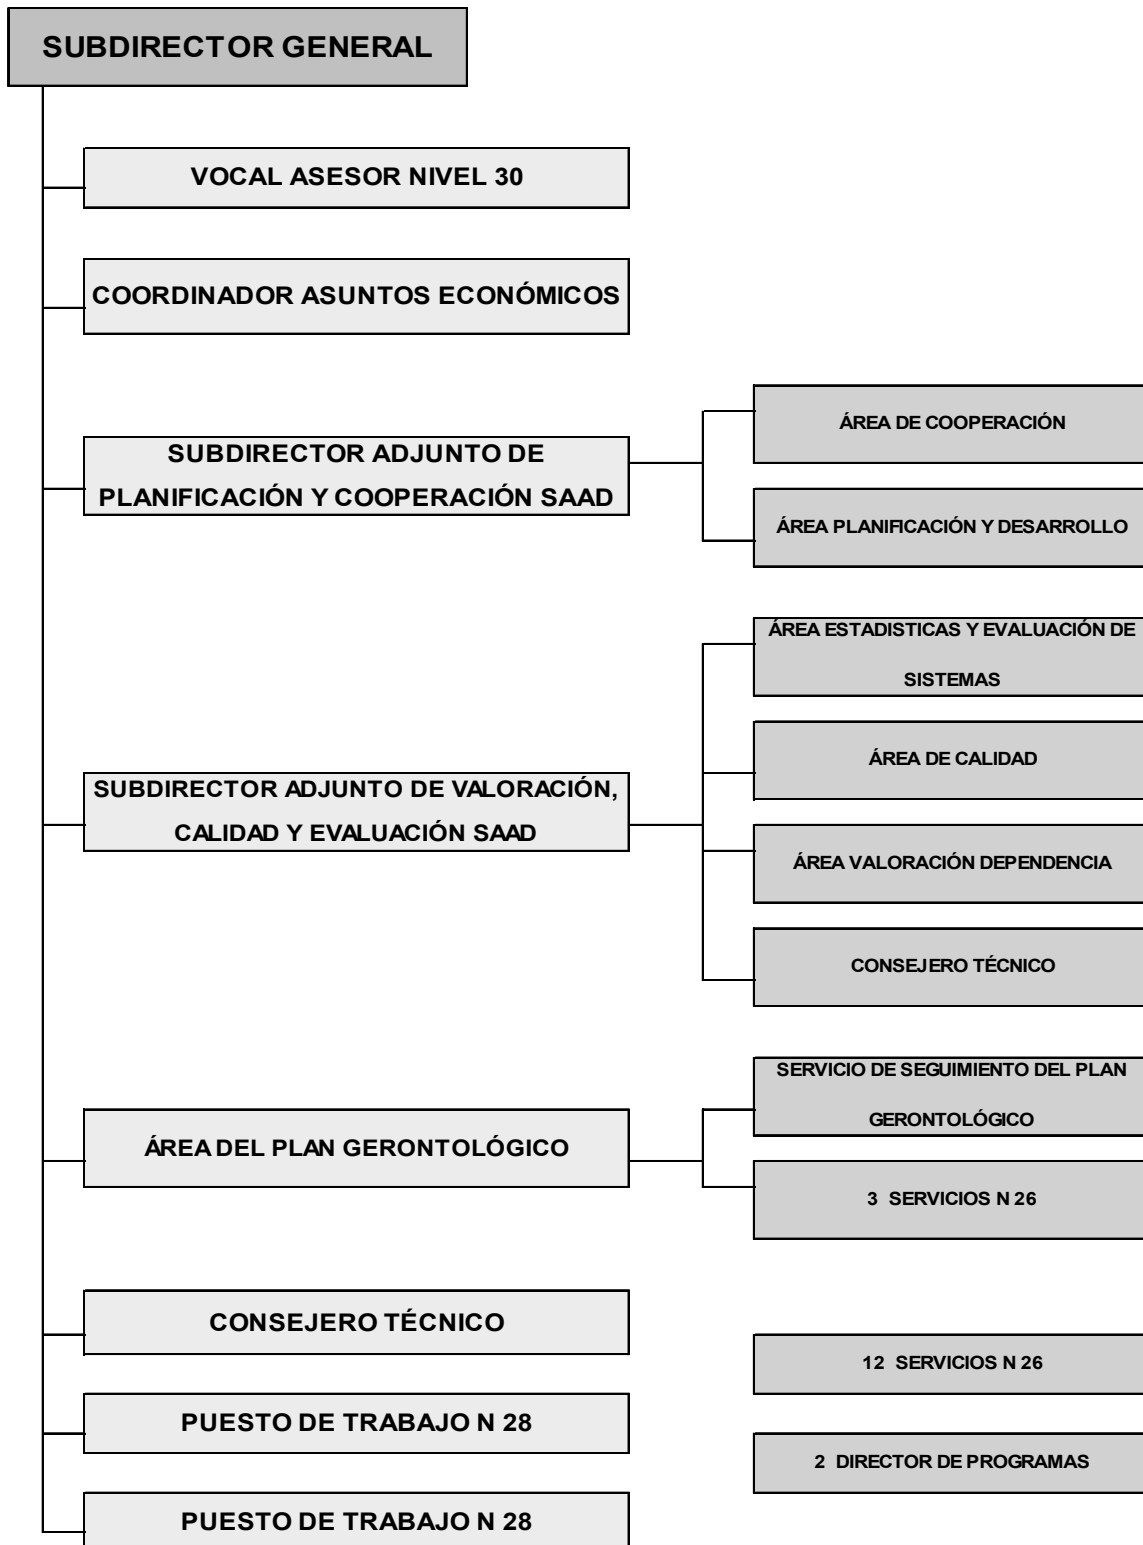 SUBDIRECTOR GENERAL
VOCAL ASESOR NIVEL 30
COORDINADOR ASUNTOS ECONÓMICOS
SUBDIRECTOR ADJUNTO DE
PLANIFICACIÓN Y COOPERACIÓN SAAD
ÁREA DE COOPERACIÓN
ÁREA PLANIFICACIÓN Y DESARROLLO
SUBDIRECTOR ADJUNTO DE VALORACIÓN,
CALIDAD Y EVALUACIÓN SAAD
ÁREA ESTADISTICAS Y EVALUACIÓN DE
SISTEMAS
ÁREA DE CALIDAD
ÁREA VALORACIÓN DEPENDENCIA
CONSEJERO TÉCNICO
ÁREA DEL PLAN GERONTOLÓGICO
SERVICIO DE SEGUIMIENTO DEL PLAN
GERONTOLÓGICO
3 SERVICIOS N 26
CONSEJERO TÉCNICO
12 SERVICIOS N 26
PUESTO DE TRABAJO N 28
2 DIRECTOR DE PROGRAMAS
PUESTO DE TRABAJO N 28